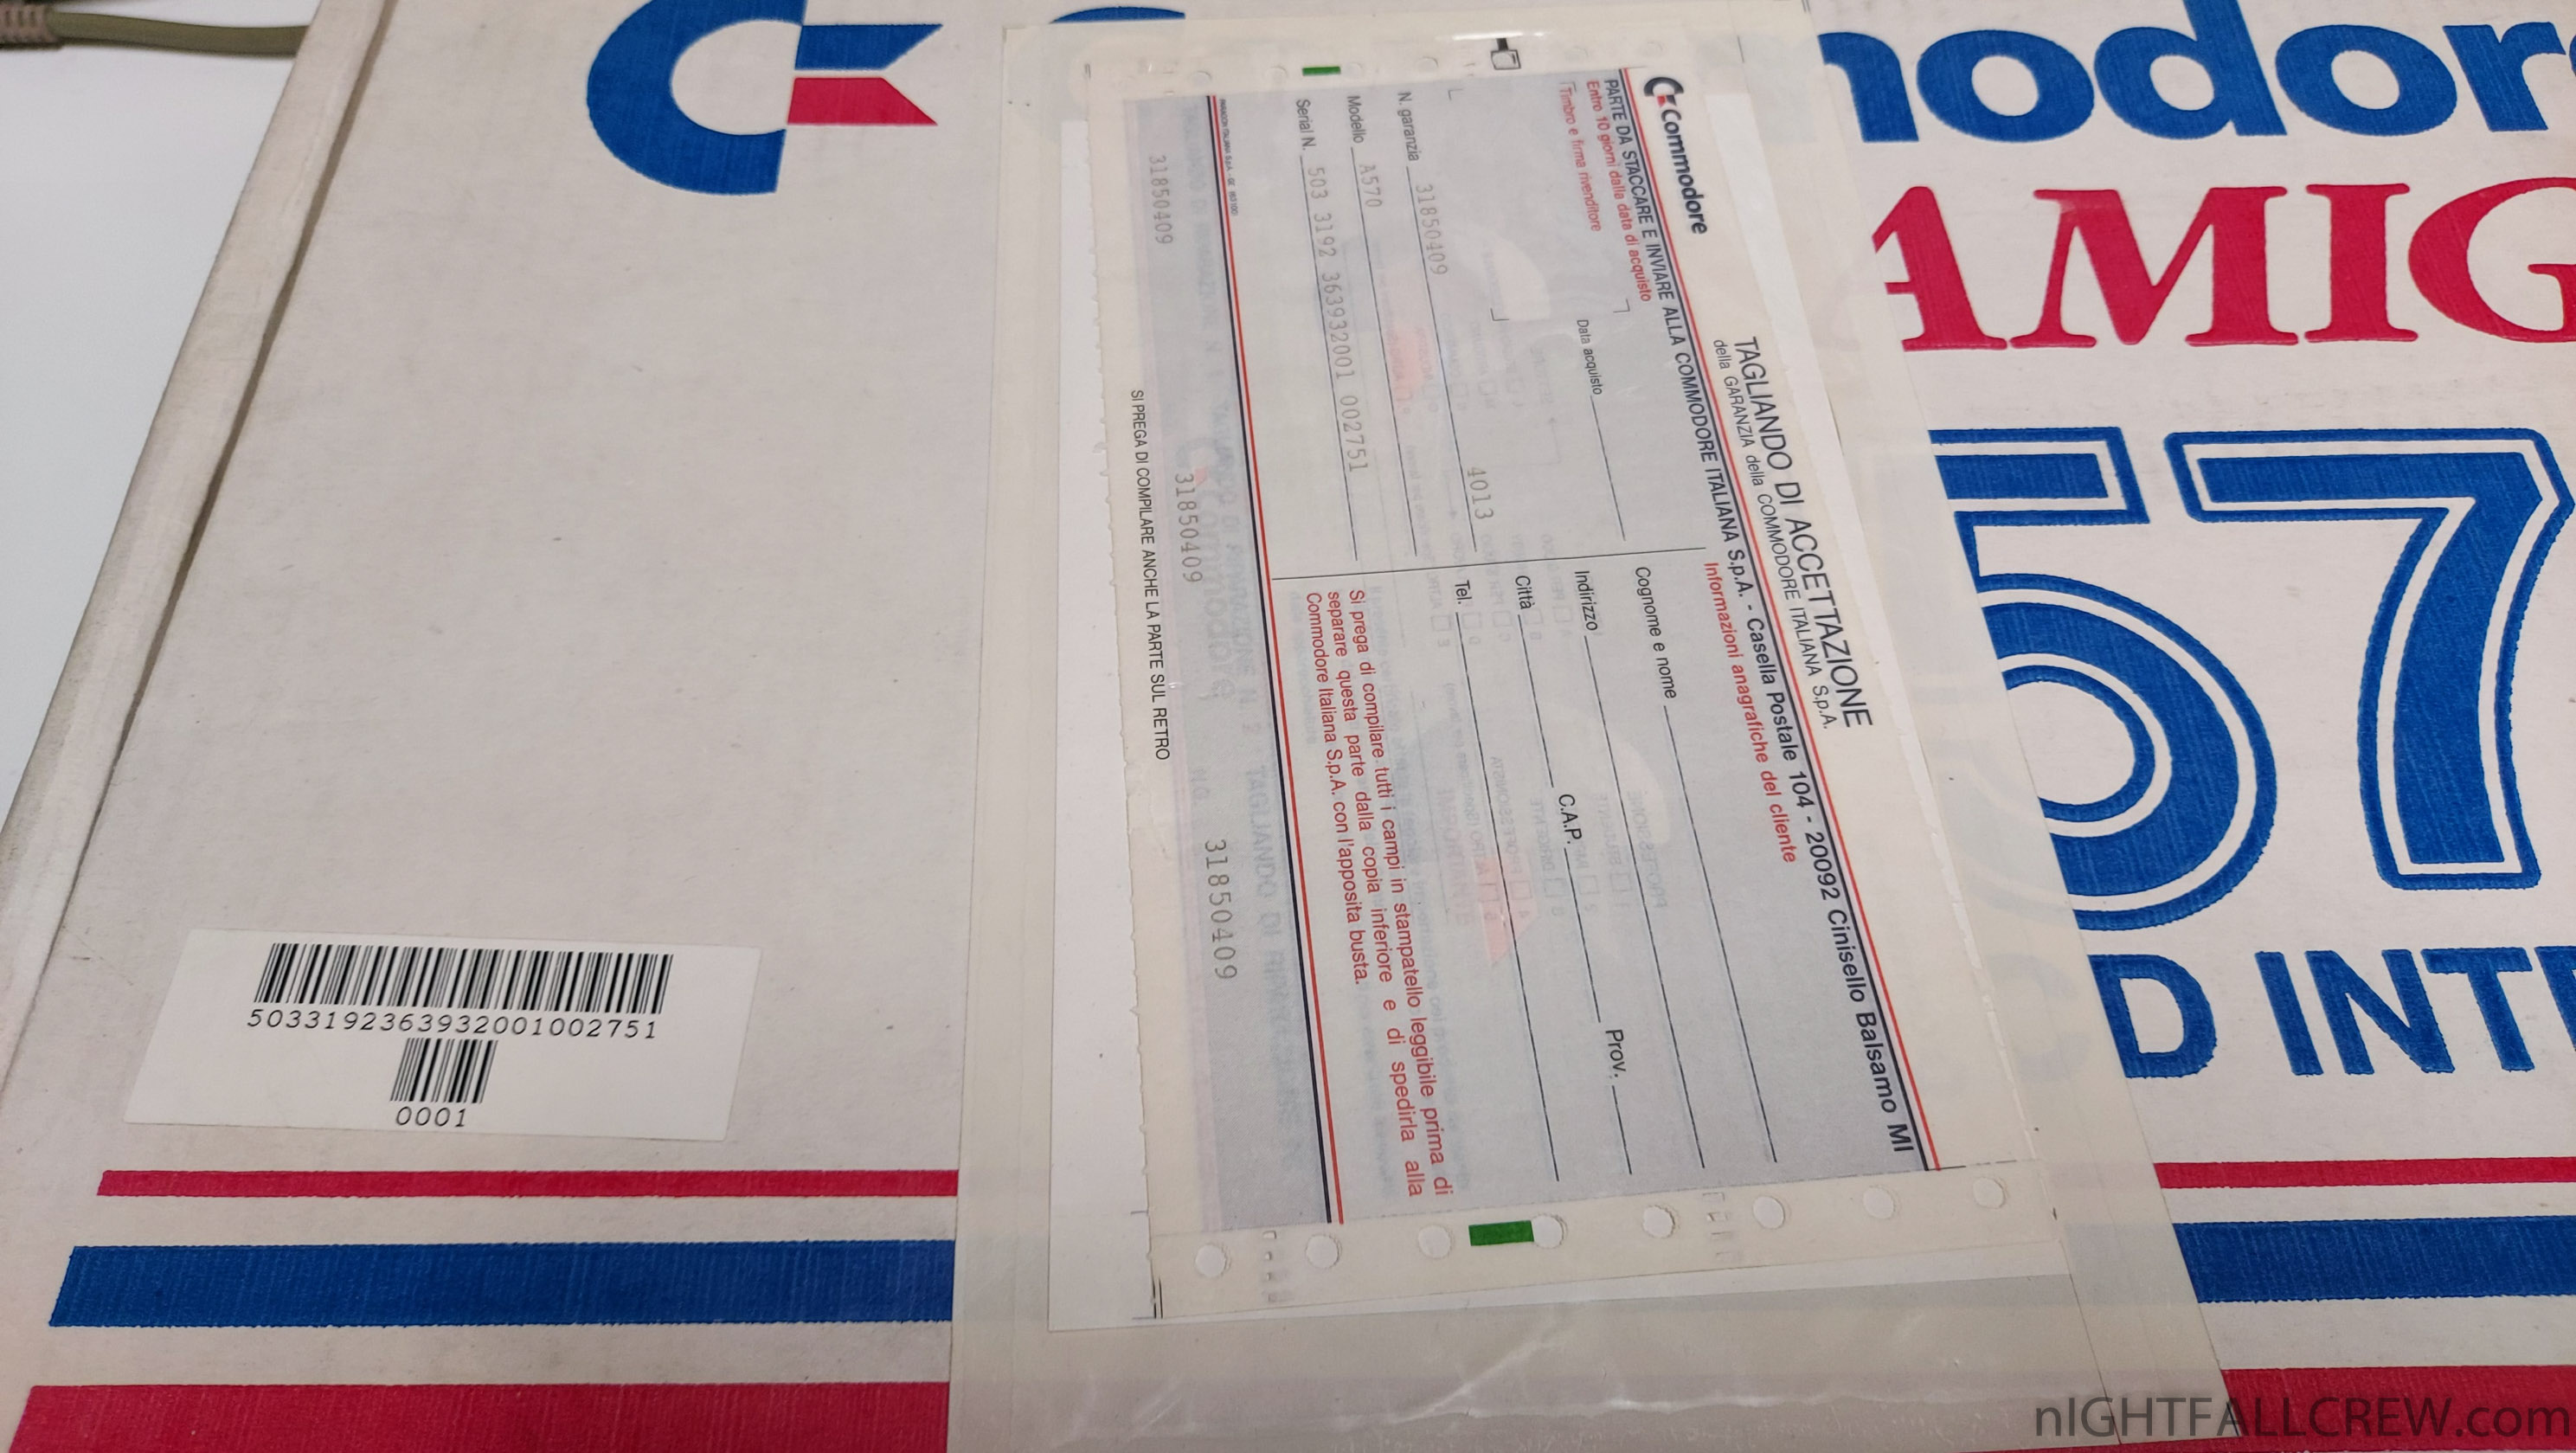 Commodore
TAGLIANDO DI ACCETTAZIONE
della GARANZIA della COMMODORE ITALIANA S.p.A.
PARTE DA STACCARE E INVIARE ALLA COMMODORE ITALIANA S.p.A. - Casella Postale 104 - 20092 Cinisello Balsamo MI
Entro 10 giorni dalla data di acquisto
Informazioni anagrafiche del cliente
Timbro e firma rivenditore
Data acquisto
Cognome e nome
Indirizzo
Città
C.A.P.
Prov.
Tel.
4013
N. garanzia 31850409
Modello A570
Serial N. 503 3192 363932001 002751
Si prega di compilare tutti i campi in stampatello leggibile prima di
separare questa parte dalla copia inferiore e di spedirla alla
Commodore Italiana S.p.A. con l'apposita busta.
31850409 31850409 31850409
SI PREGA DI COMPILARE ANCHE LA PARTE SUL RETRO
modor
AMIG
57
D INT
5033192363932001002751
0001
nIGHTFALLCREW.com